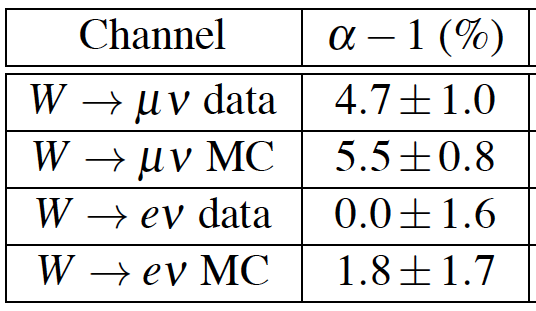 Channel α − 1 (%)
W → μν data 4.7 ± 1.0
W → μν MC 5.5 ± 0.8
W → eν data 0.0 ± 1.6
W → eν MC 1.8 ± 1.7